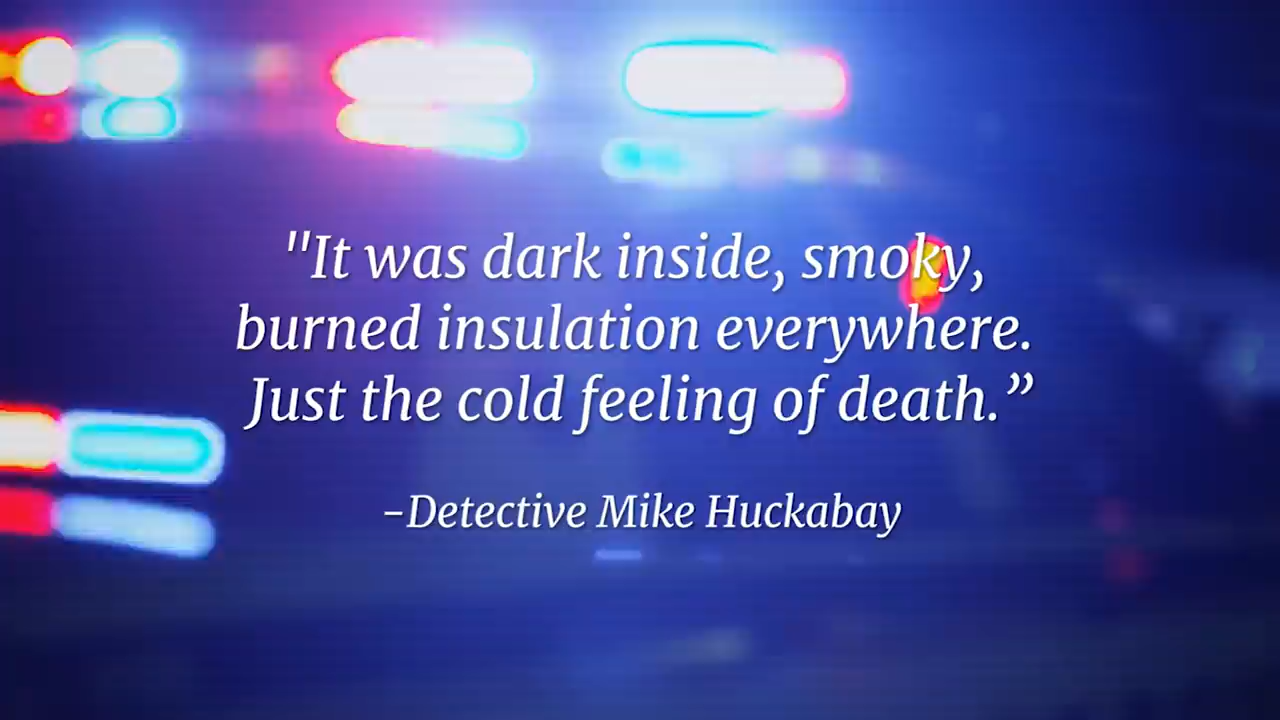 "It was dark inside, smoky,
burned insulation everywhere.
Just the cold feeling of death.”
-Detective Mike Huckabay